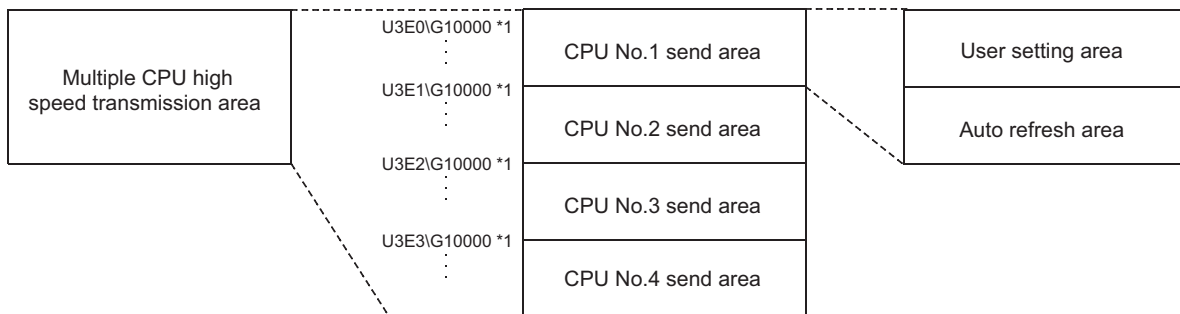 Multiple CPU high
speed transmission area
U3E0\G10000 *1
CPU No.1 send area
U3E1\G10000 *1
CPU No.2 send area
U3E2\G10000 *1
CPU No.3 send area
U3E3\G10000 *1
CPU No.4 send area
User setting area
Auto refresh area